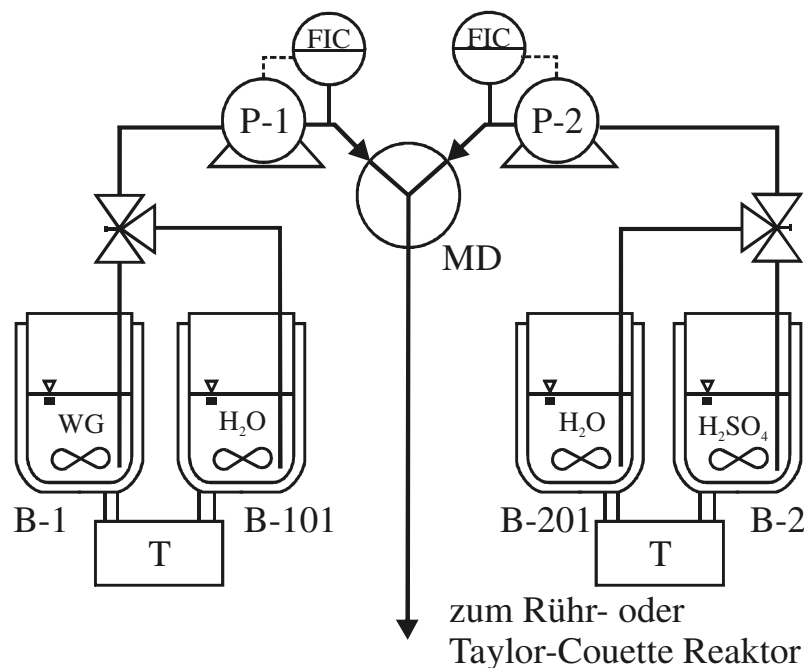 FIC
FIC
P-1
P-2
MD
WG
H₂O
H₂O
H₂SO₄
B-1
B-101
B-201
B-2
T
T
zum Rühr- oder
Taylor-Couette Reaktor